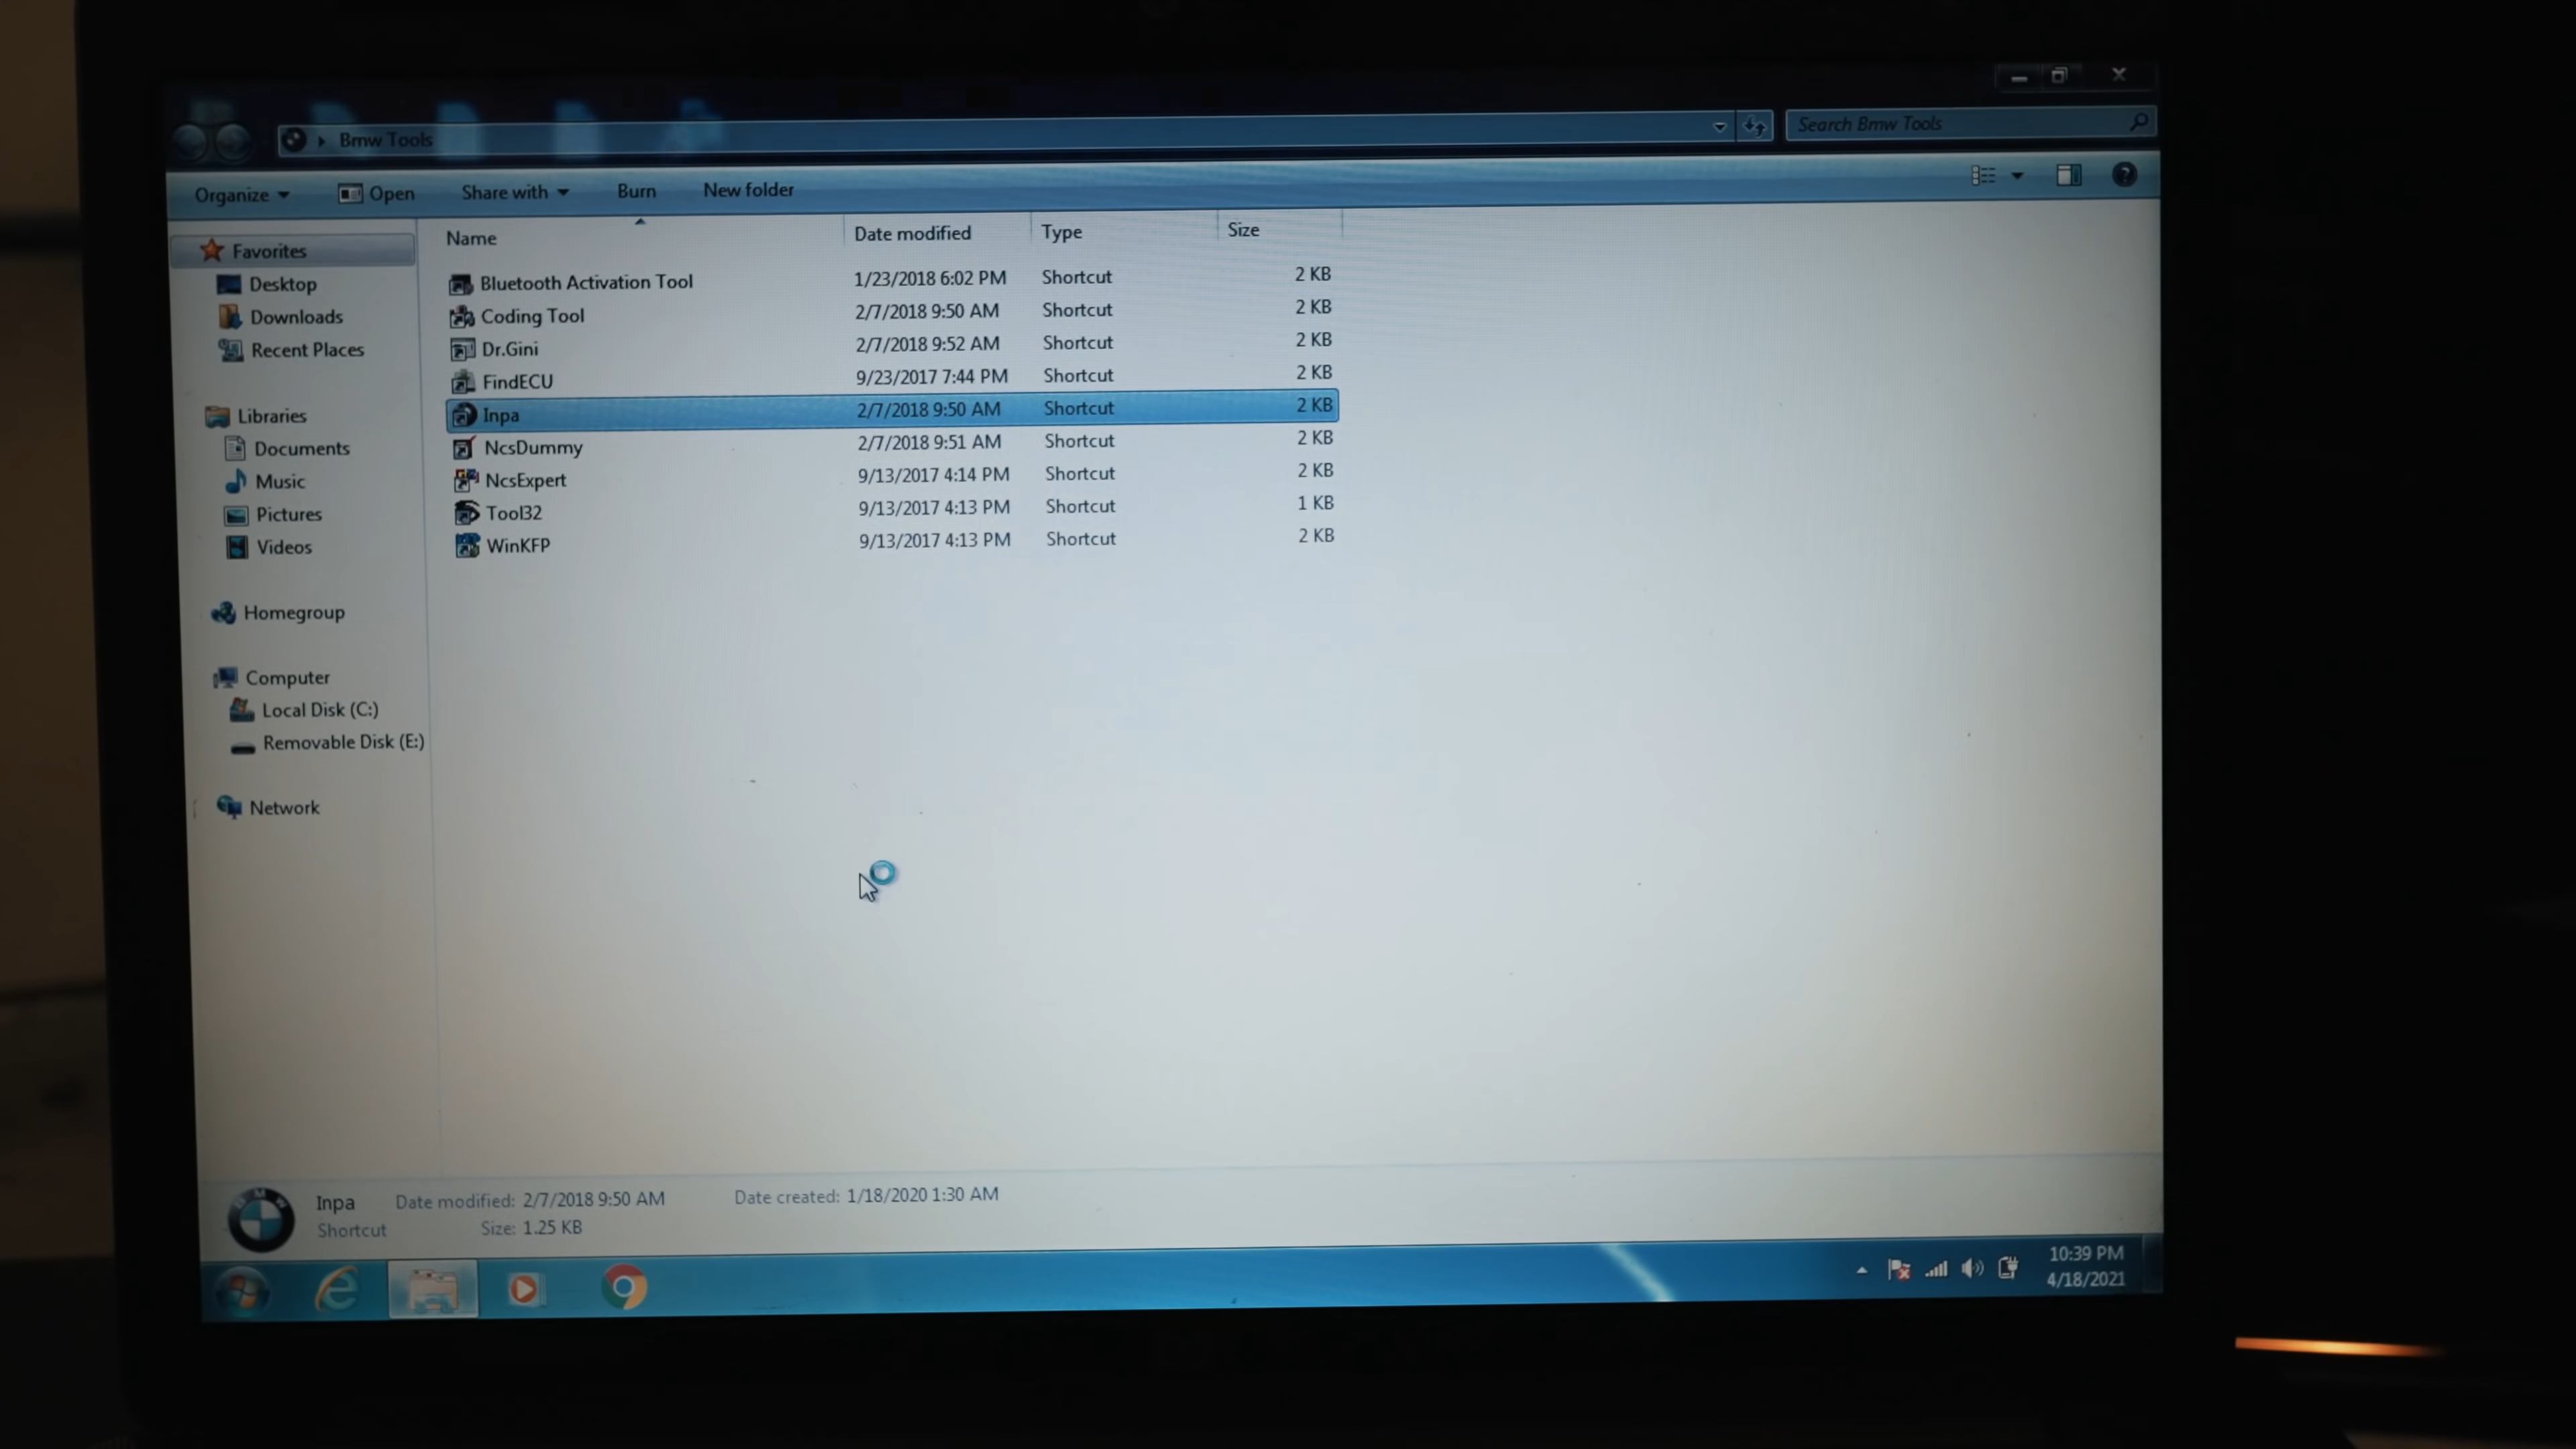 Bmw Tools
Search Bmw Tools
Organize Open Share with Burn New folder
Name Date modified Type Size
Favorites
Desktop
Downloads
Recent Places
Libraries
Documents
Music
Pictures
Videos
Homegroup
Computer
Local Disk (C:)
Removable Disk (E:)
Network
Bluetooth Activation Tool 1/23/2018 6:02 PM Shortcut 2 KB
Coding Tool 2/7/2018 9:50 AM Shortcut 2 KB
Dr.Gini 2/7/2018 9:52 AM Shortcut 2 KB
FindECU 9/23/2017 7:44 PM Shortcut 2 KB
Inpa 2/7/2018 9:50 AM Shortcut 2 KB
NcsDummy 2/7/2018 9:51 AM Shortcut 2 KB
NcsExpert 9/13/2017 4:14 PM Shortcut 2 KB
Tool32 9/13/2017 4:13 PM Shortcut 1 KB
WinKFP 9/13/2017 4:13 PM Shortcut 2 KB
BMW
Inpa Date modified: 2/7/2018 9:50 AM Date created: 1/18/2020 1:30 AM
Shortcut Size: 1.25 KB
10:39 PM
4/18/2021